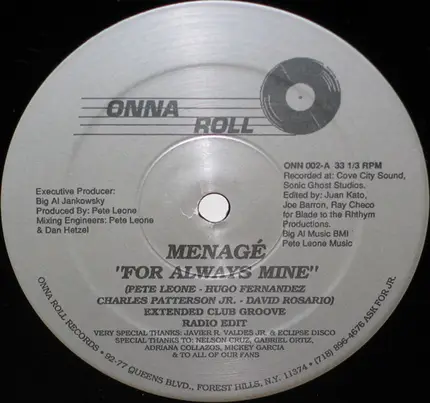 ONNA
ROLL
ONN 002-A 33 1/3 RPM
Recorded at: Cove City Sound,
Sonic Ghost Studios.
Edited by: Juan Kato,
Joe Barron, Ray Checo
for Blade to the Rhthym
Productions.
Big Al Music BMI
Pete Leone Music
Executive Producer:
Big Al Jankowsky
Produced By: Pete Leone
Mixing Engineers: Pete Leone
& Dan Hetzel
MENAGÉ
"FOR ALWAYS MINE"
(PETE LEONE - HUGO FERNANDEZ
CHARLES PATTERSON JR. - DAVID ROSARIO)
EXTENDED CLUB GROOVE
RADIO EDIT
VERY SPECIAL THANKS: JAVIER R. VALDES JR. & ECLIPSE DISCO
SPECIAL THANKS TO: NELSON CRUZ, GABRIEL ORTIZ,
ADRIANA COLLAZOS, MICKEY GARCIA
& TO ALL OF OUR FANS
ONNA ROLL RECORDS • 92-77 QUEENS BLVD., FOREST HILLS, N.Y. 11374 • (718) 896-4676 ASK FOR JR.